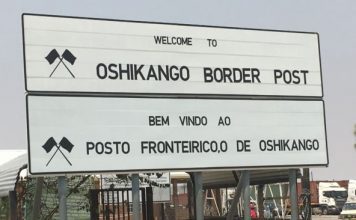 WELCOME TO
OSHIKANGO BORDER POST
BEM VINDO AO
POSTO FRONTEIRICO,O DE OSHIKANGO